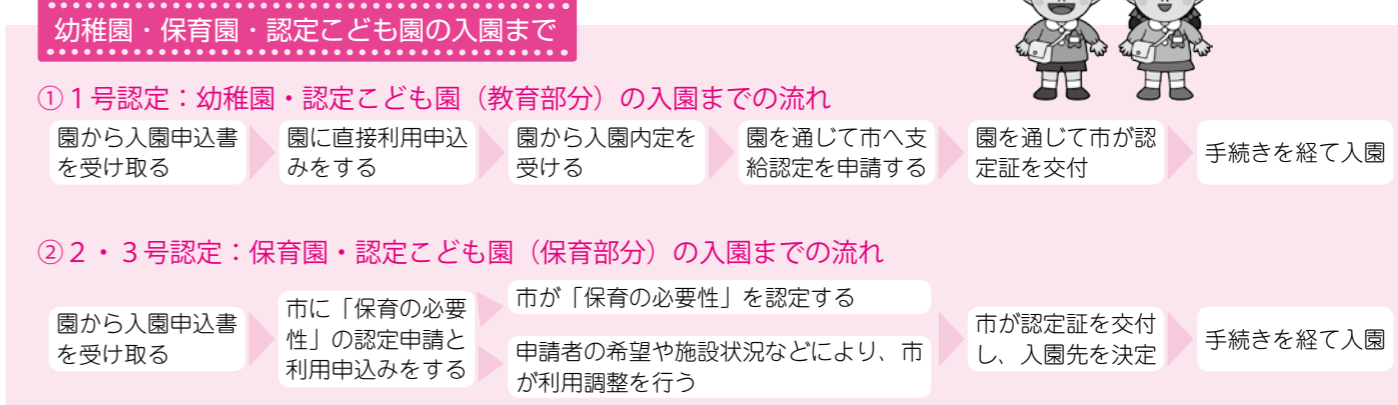 幼稚園・保育園・認定こども園の入園まで
①１号認定：幼稚園・認定こども園（教育部分）の入園までの流れ
園から入園申込書
を受け取る
園に直接利用申込
みをする
園から入園内定を
受ける
園を通じて市へ支
給認定を申請する
園を通じて市が認
定証を交付
手続きを経て入園
②２・３号認定：保育園・認定こども園（保育部分）の入園までの流れ
園から入園申込書
を受け取る
市に「保育の必要
性」の認定申請と
利用申込みをする
市が「保育の必要性」を認定する
申請者の希望や施設状況などにより、市
が利用調整を行う
市が認定証を交付
し、入園先を決定
手続きを経て入園